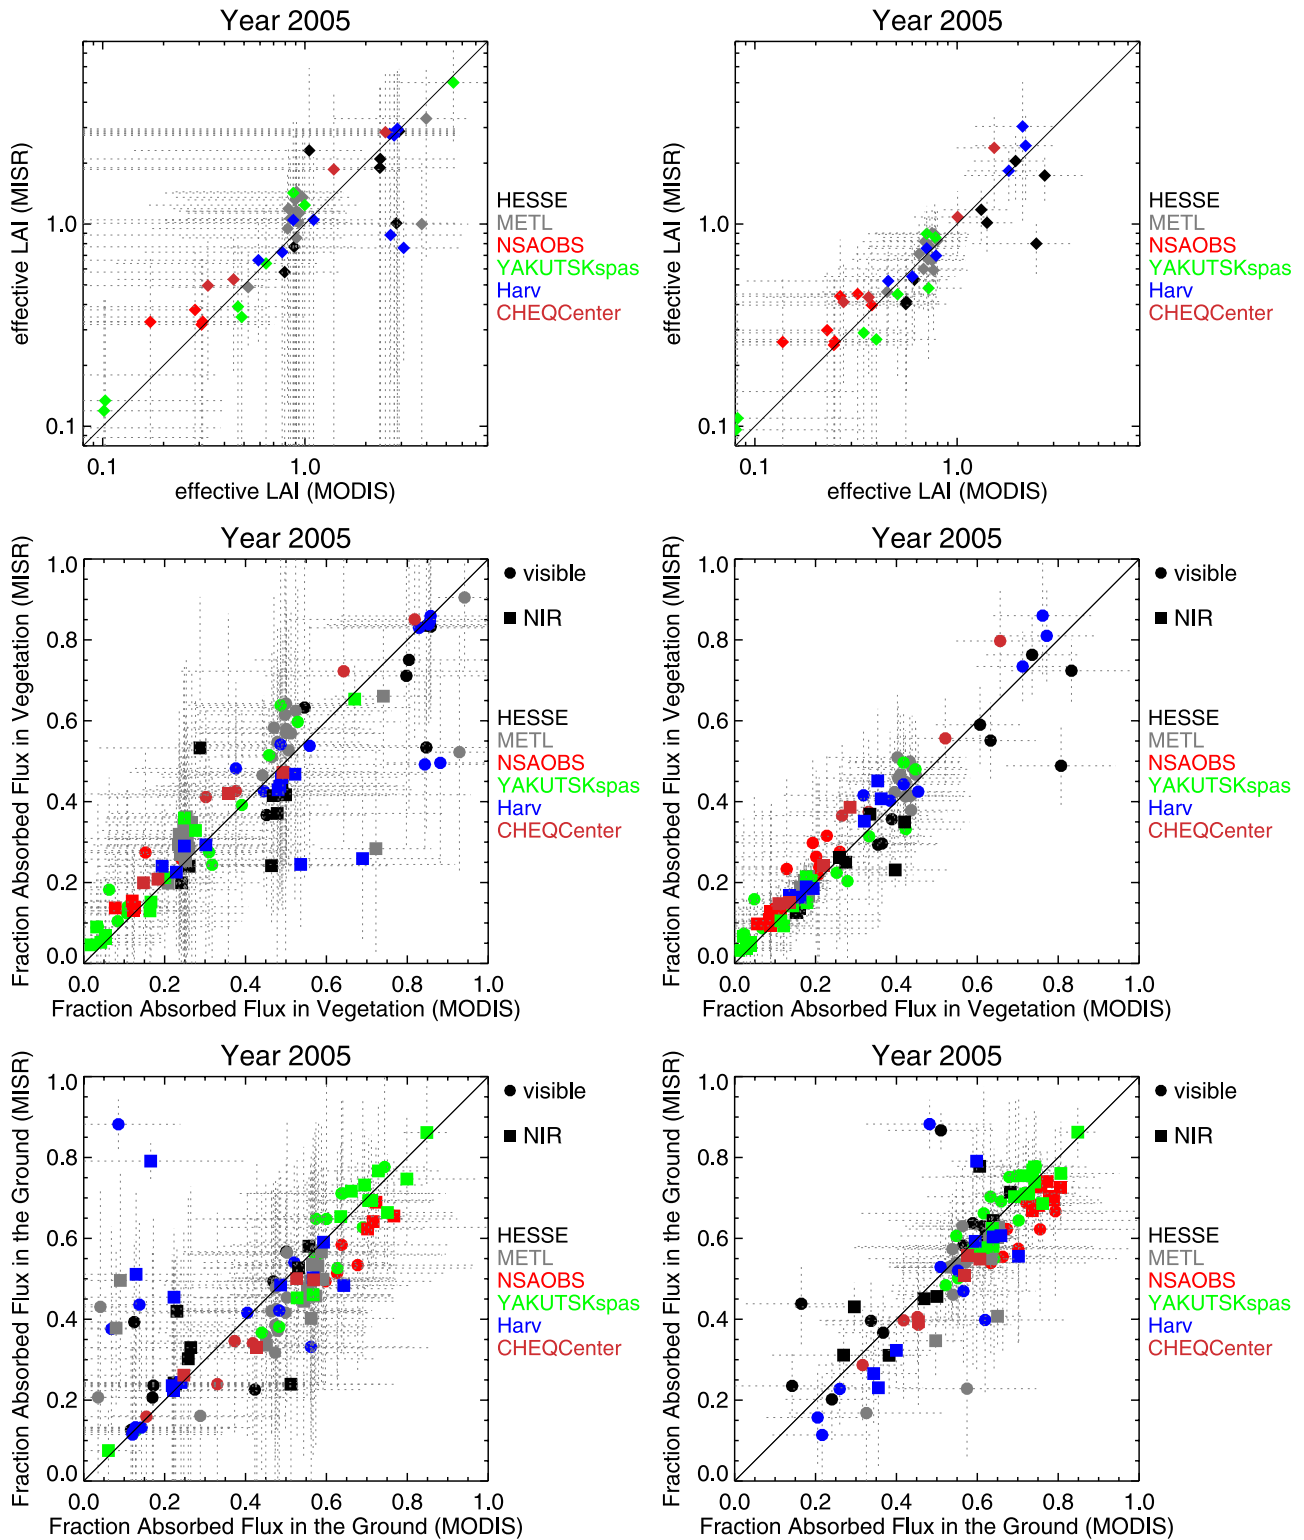 Year 2005
effective LAI (MISR)
1.0
0.1
0.1
1.0
effective LAI (MODIS)
HESSE
METL
NSAOBS
YAKUTSKspas
Harv
CHEQCenter
Year 2005
effective LAI (MISR)
1.0
0.1
0.1
1.0
effective LAI (MODIS)
HESSE
METL
NSAOBS
YAKUTSKspas
Harv
CHEQCenter
Year 2005
Fraction Absorbed Flux in Vegetation (MISR)
1.0
0.8
0.6
0.4
0.2
0.0
0.0 0.2 0.4 0.6 0.8 1.0
Fraction Absorbed Flux in Vegetation (MODIS)
visible
NIR
HESSE
METL
NSAOBS
YAKUTSKspas
Harv
CHEQCenter
Year 2005
Fraction Absorbed Flux in Vegetation (MISR)
1.0
0.8
0.6
0.4
0.2
0.0
0.0 0.2 0.4 0.6 0.8 1.0
Fraction Absorbed Flux in Vegetation (MODIS)
visible
NIR
HESSE
METL
NSAOBS
YAKUTSKspas
Harv
CHEQCenter
Year 2005
Fraction Absorbed Flux in the Ground (MISR)
1.0
0.8
0.6
0.4
0.2
0.0
0.0 0.2 0.4 0.6 0.8 1.0
Fraction Absorbed Flux in the Ground (MODIS)
visible
NIR
HESSE
METL
NSAOBS
YAKUTSKspas
Harv
CHEQCenter
Year 2005
Fraction Absorbed Flux in the Ground (MISR)
1.0
0.8
0.6
0.4
0.2
0.0
0.0 0.2 0.4 0.6 0.8 1.0
Fraction Absorbed Flux in the Ground (MODIS)
visible
NIR
HESSE
METL
NSAOBS
YAKUTSKspas
Harv
CHEQCenter